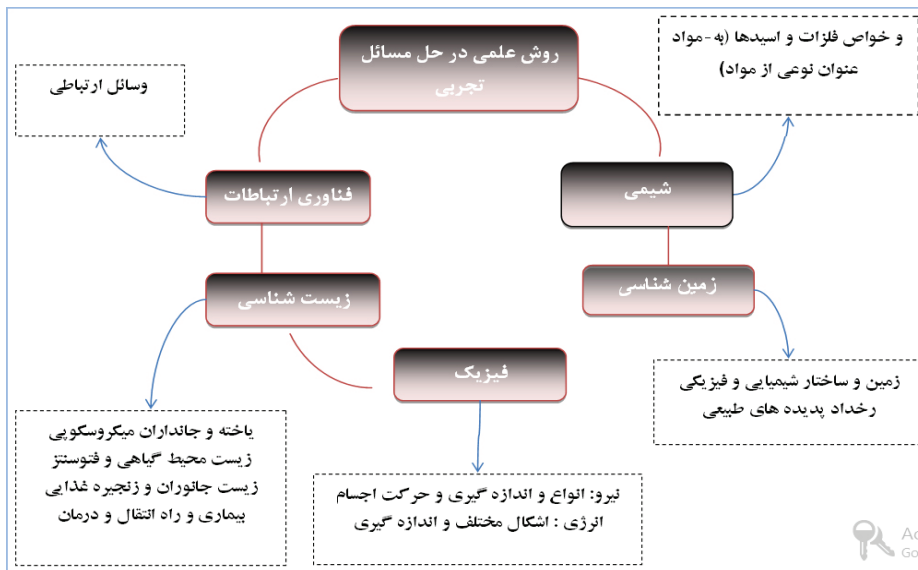 روش علمی در حل مسائل
تجربی
و خواص فلزات و اسیدها (به -مواد
عنوان نوعی از مواد)
وسائل ارتباطی
شیمی
فناوری ارتباطات
زمین شناسی
زیست شناسی
فیزیک
زمین و ساختار شیمیایی و فیزیکی
رخداد پدیده های طبیعی
یاخته و جانداران میکروسکوپی
زیست محیط گیاهی و فتوسنتز
زیست جانوران و زنجیره غذایی
بیماری و راه انتقال و درمان
نیرو: انواع و اندازه گیری و حرکت اجسام
انرژی : اشکال مختلف و اندازه گیری
Ac
Go